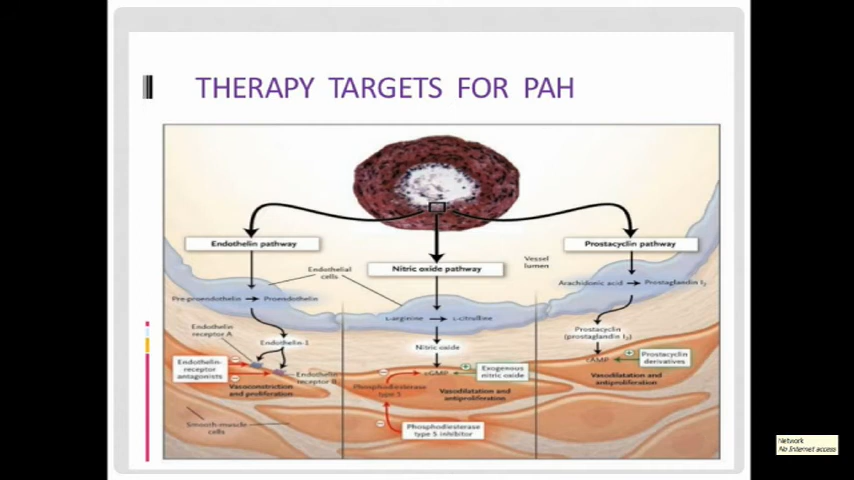 THERAPY TARGETS FOR PAH
Endothelin pathway
Nitric oxide pathway
Prostacyclin pathway
Vessel
lumen
Endothelial
cells
Pre-proendothelin
Proendothelin
L-arginine
L-citrulline
Arachidonic acid
Prostaglandin I2
Endothelin
receptor A
Endothelin-1
Nitric oxide
Prostacyclin
(prostaglandin I2)
Endothelin-
receptor
antagonists
Endothelin
receptor B
Vasoconstriction
and proliferation
Phosphodiesterase
type 5
cGMP
Exogenous
nitric oxide
Vasodilatation and
antiproliferation
cAMP
Prostacyclin
derivatives
Vasodilatation and
antiproliferation
Smooth-muscle
cells
Phosphodiesterase
type 5 inhibitor
Network
No Internet access